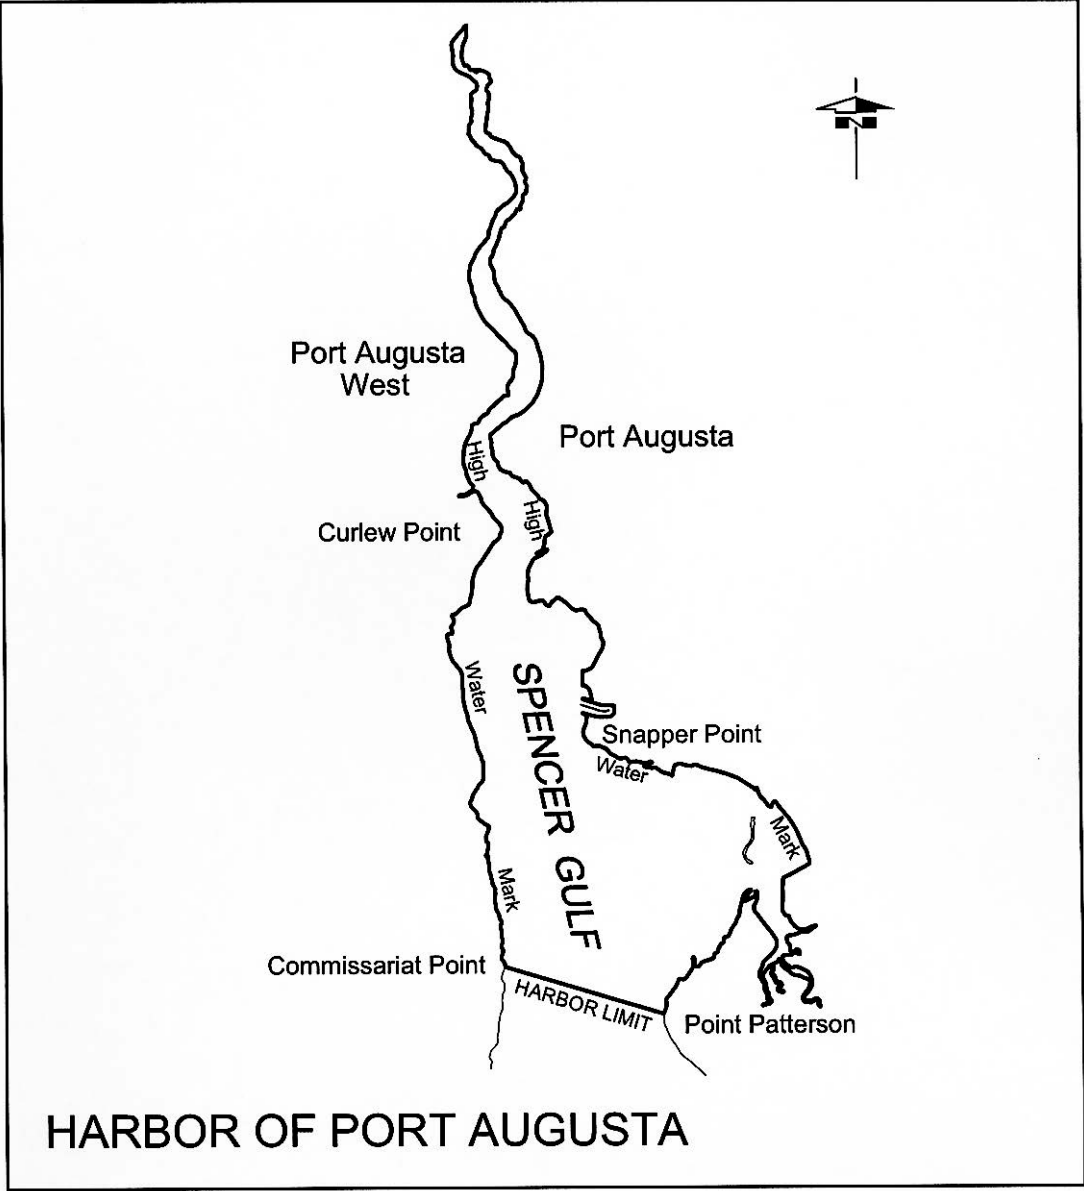 N
Port Augusta
West
Port Augusta
High
High
Curlew Point
Water
SPENCER GULF
Snapper Point
Water
Mark
Mark
Commissariat Point
HARBOR LIMIT
Point Patterson
HARBOR OF PORT AUGUSTA